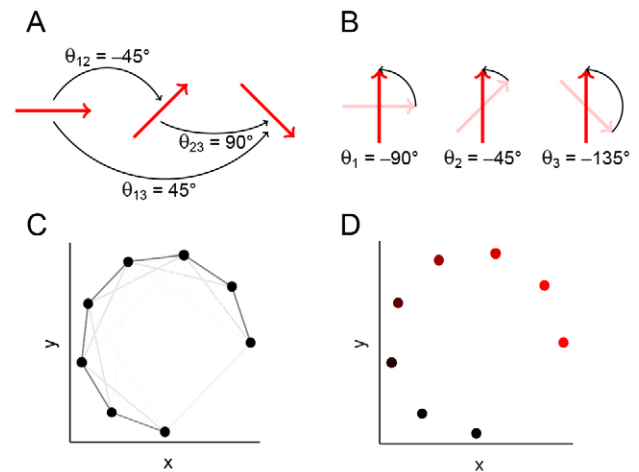 A
B
θ12 = –45°
θ23 = 90°
θ13 = 45°
θ1 = –90°
θ2 = –45°
θ3 = –135°
C
D
y
y
x
x